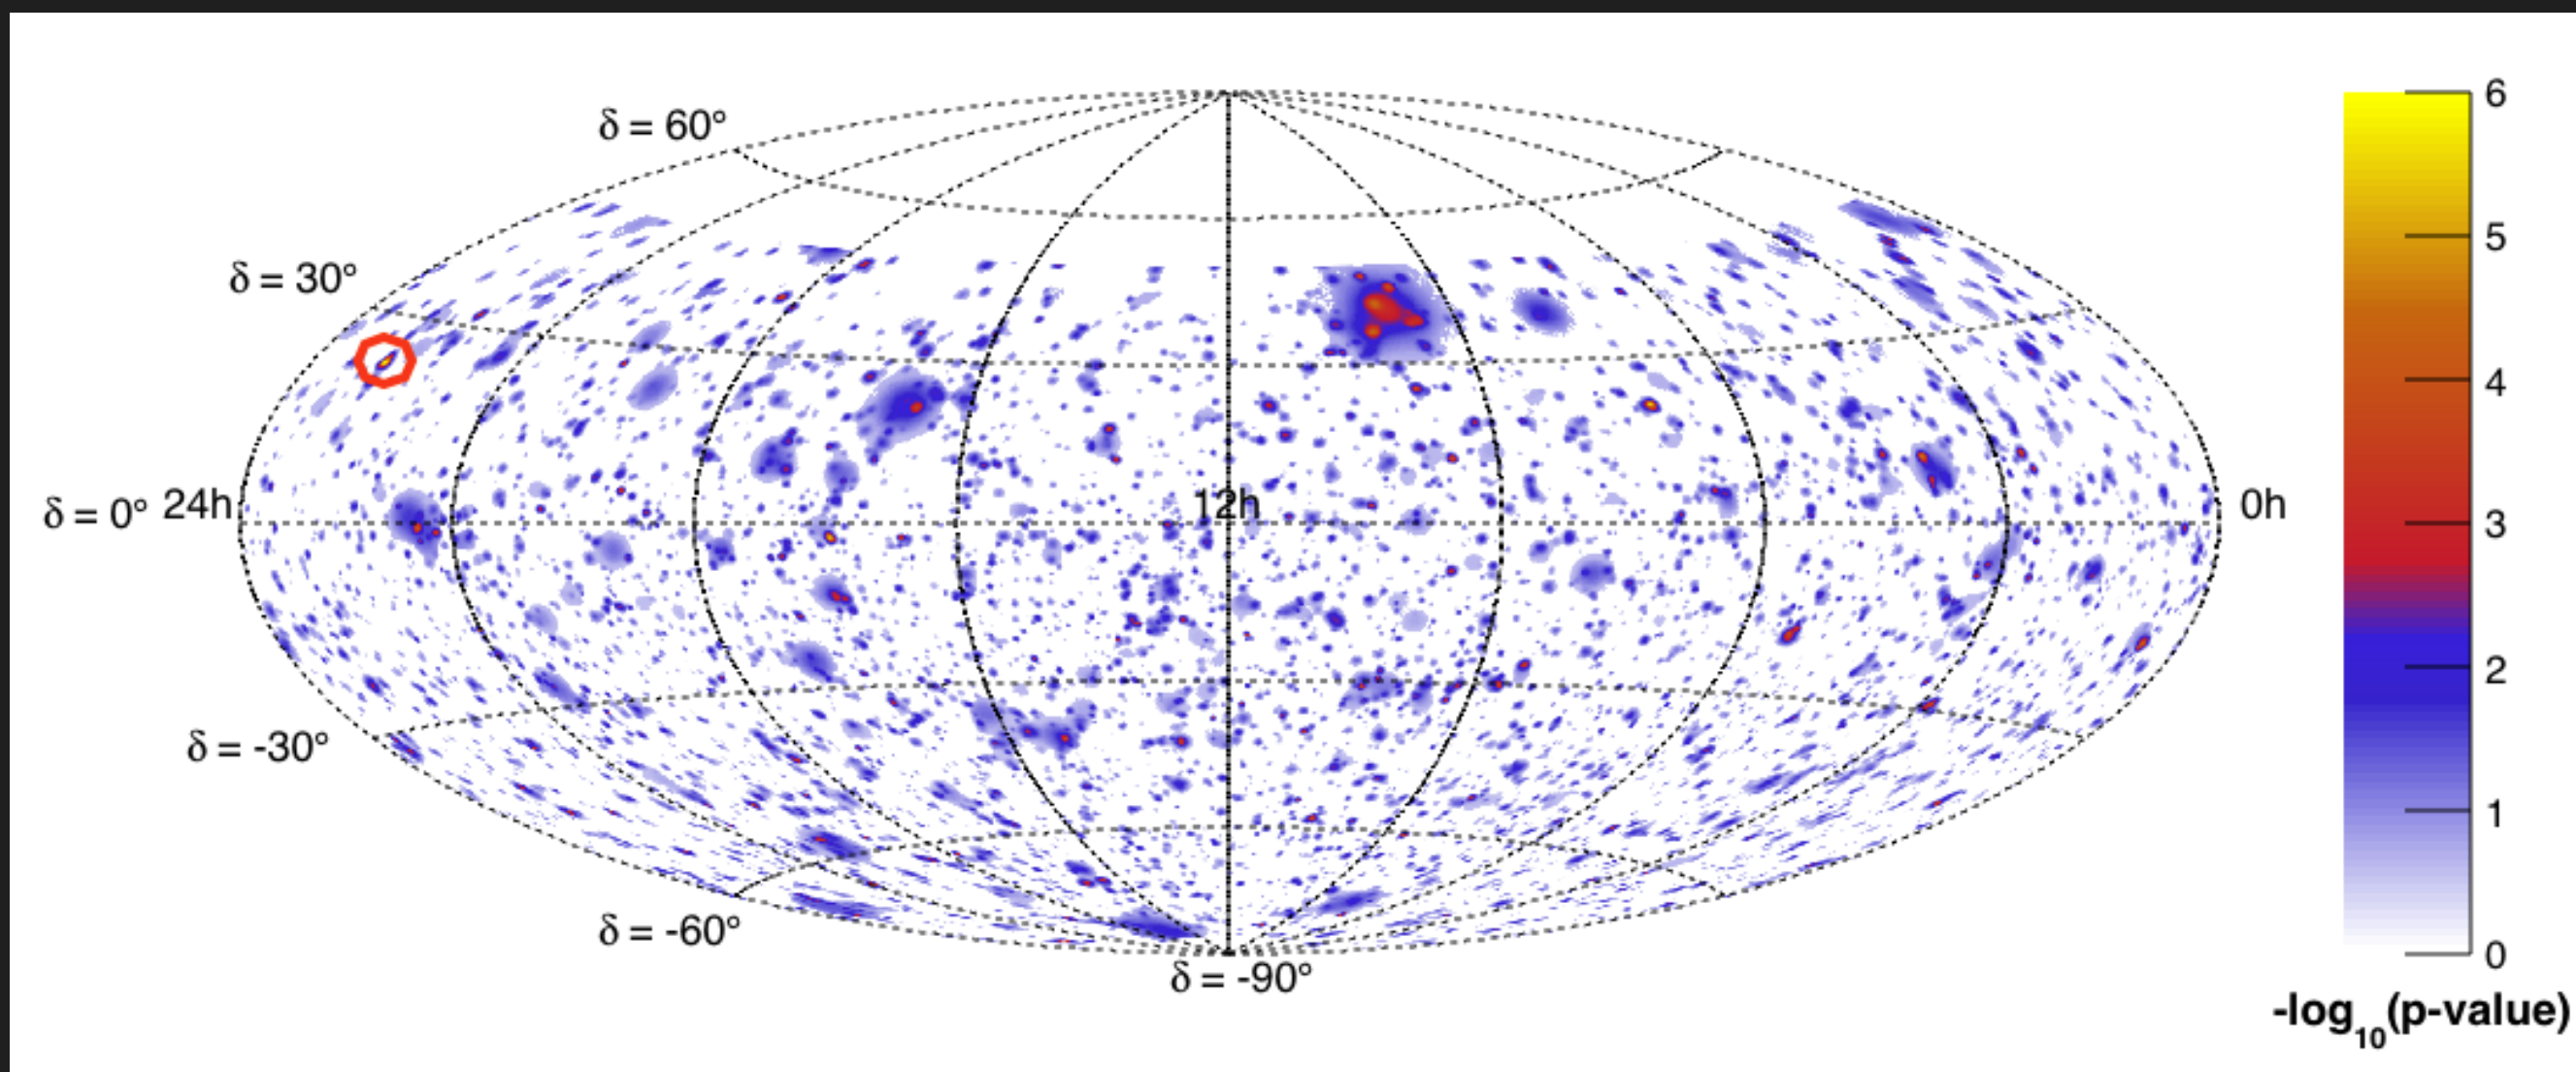 δ = 60°
δ = 30°
δ = 0° 24h
12h
0h
δ = -30°
δ = -60°
δ = -90°
6
5
4
3
2
1
0
-log10(p-value)